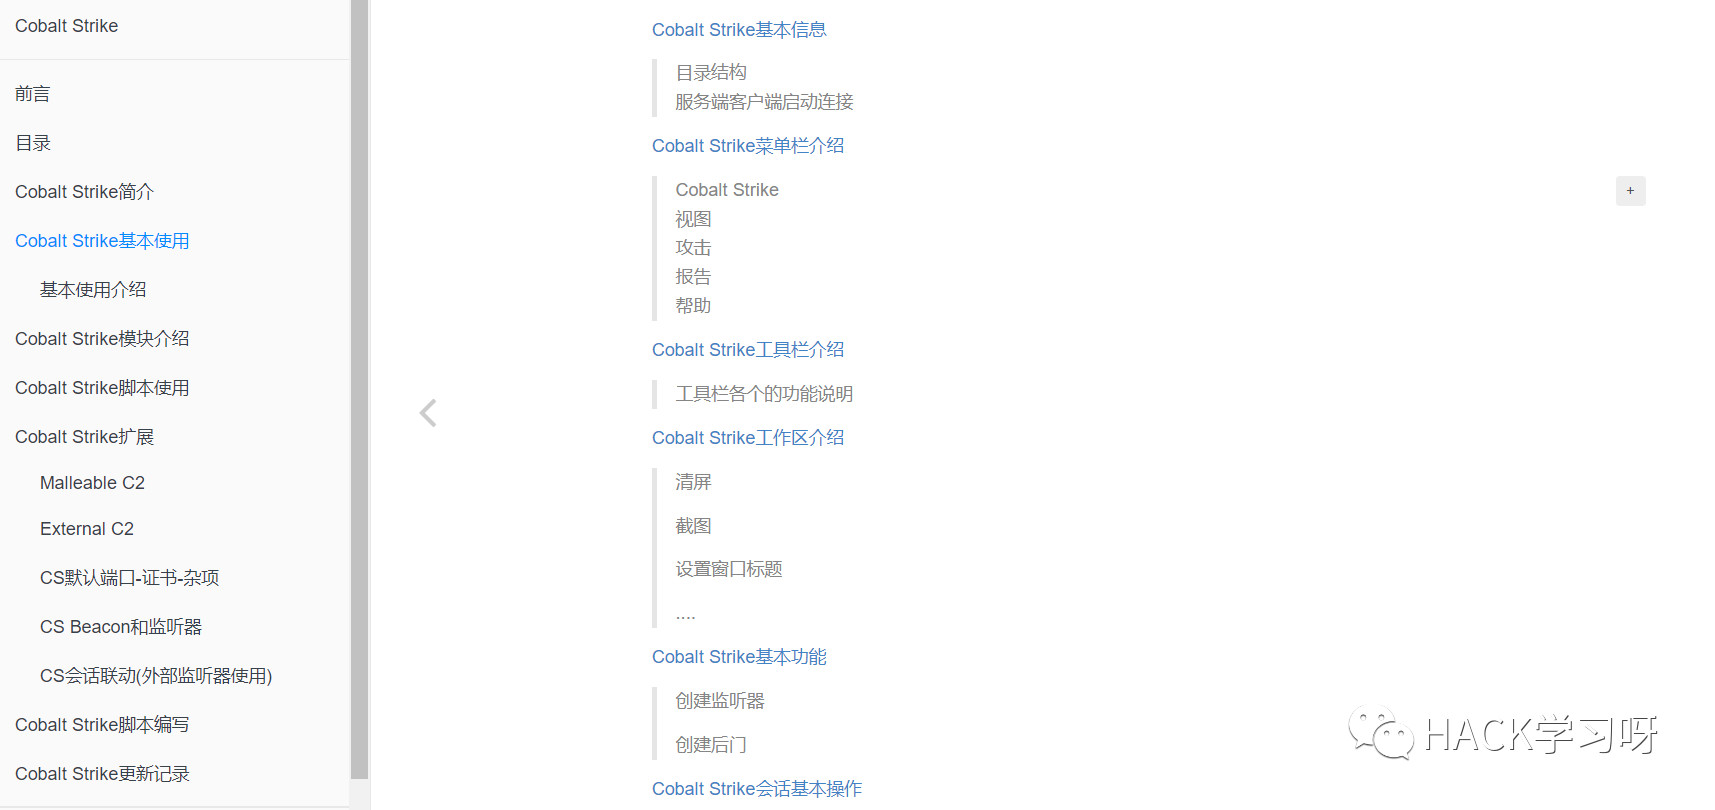 Cobalt Strike
前言
目录
Cobalt Strike简介
Cobalt Strike基本使用
基本使用介绍
Cobalt Strike模块介绍
Cobalt Strike脚本使用
Cobalt Strike扩展
Malleable C2
External C2
CS默认端口-证书-杂项
CS Beacon和监听器
CS会话联动(外部监听器使用)
Cobalt Strike脚本编写
Cobalt Strike更新记录
Cobalt Strike基本信息
目录结构
服务端客户端启动连接
Cobalt Strike菜单栏介绍
Cobalt Strike
视图
攻击
报告
帮助
+
Cobalt Strike工具栏介绍
工具栏各个的功能说明
Cobalt Strike工作区介绍
清屏
截图
设置窗口标题
....
Cobalt Strike基本功能
创建监听器
创建后门
Cobalt Strike会话基本操作
HACK学习呀